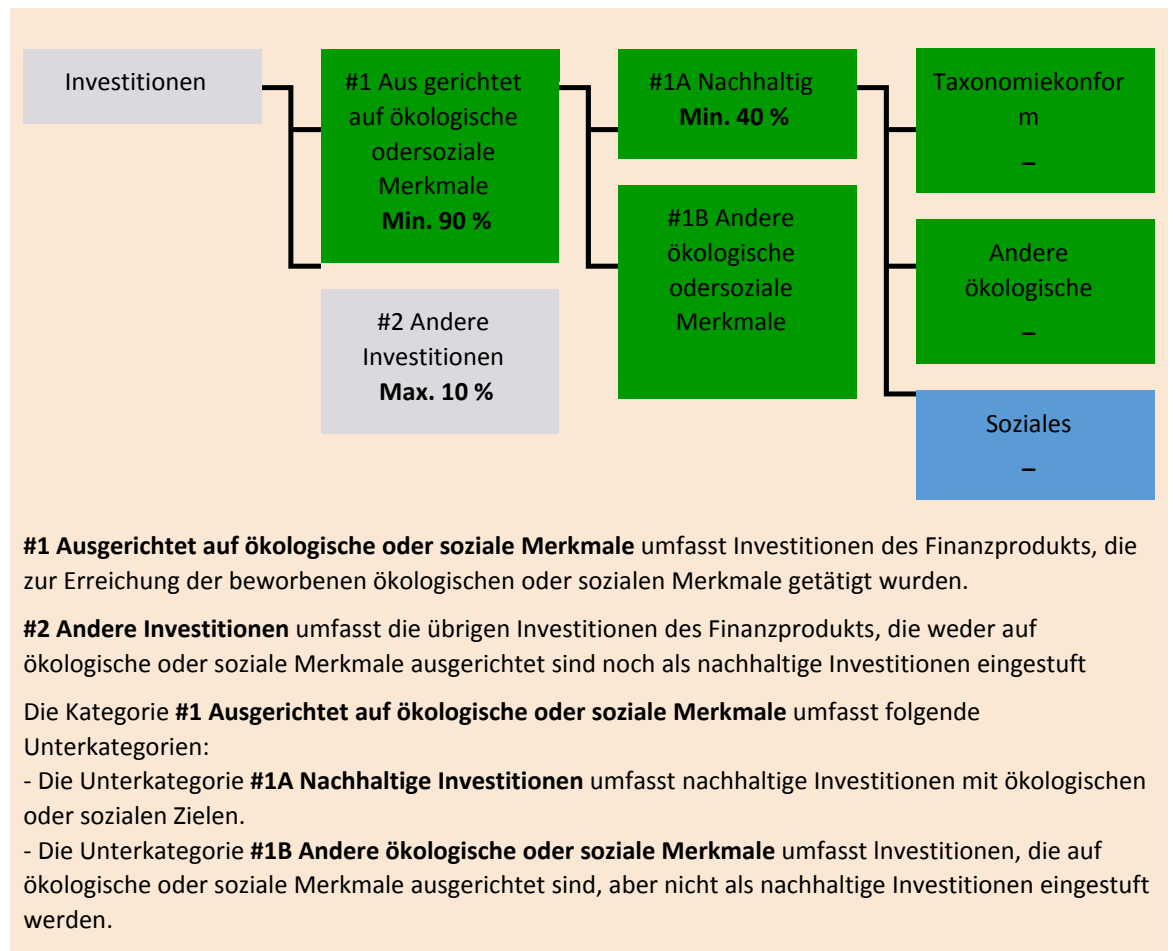 Investitionen
#1 Aus gerichtet
auf ökologische
odersoziale
Merkmale
Min. 90 %
#2 Andere
Investitionen
Max. 10 %
#1A Nachhaltig
Min. 40 %
#1B Andere
ökologische
odersoziale
Merkmale
Taxonomiekonfor
m
–
Andere
ökologische
–
Soziales
–
#1 Ausgerichtet auf ökologische oder soziale Merkmale umfasst Investitionen des Finanzprodukts, die
zur Erreichung der beworbenen ökologischen oder sozialen Merkmale getätigt wurden.
#2 Andere Investitionen umfasst die übrigen Investitionen des Finanzprodukts, die weder auf
ökologische oder soziale Merkmale ausgerichtet sind noch als nachhaltige Investitionen eingestuft
Die Kategorie #1 Ausgerichtet auf ökologische oder soziale Merkmale umfasst folgende
Unterkategorien:
- Die Unterkategorie #1A Nachhaltige Investitionen umfasst nachhaltige Investitionen mit ökologischen
oder sozialen Zielen.
- Die Unterkategorie #1B Andere ökologische oder soziale Merkmale umfasst lnvestitionen, die auf
ökologische oder soziale Merkmale ausgerichtet sind, aber nicht als nachhaltige Investitionen eingestuft
werden.